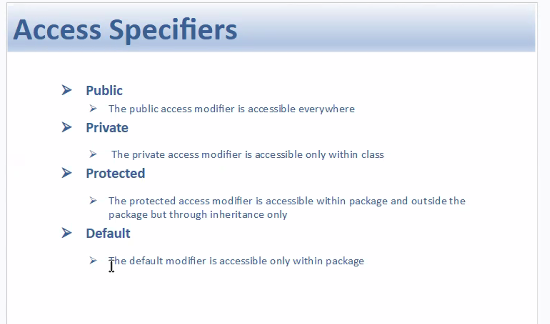 Access Specifiers
Public
The public access modifier is accessible everywhere
Private
The private access modifier is accessible only within class
Protected
The protected access modifier is accessible within package and outside the
package but through inheritance only
Default
The default modifier is accessible only within package